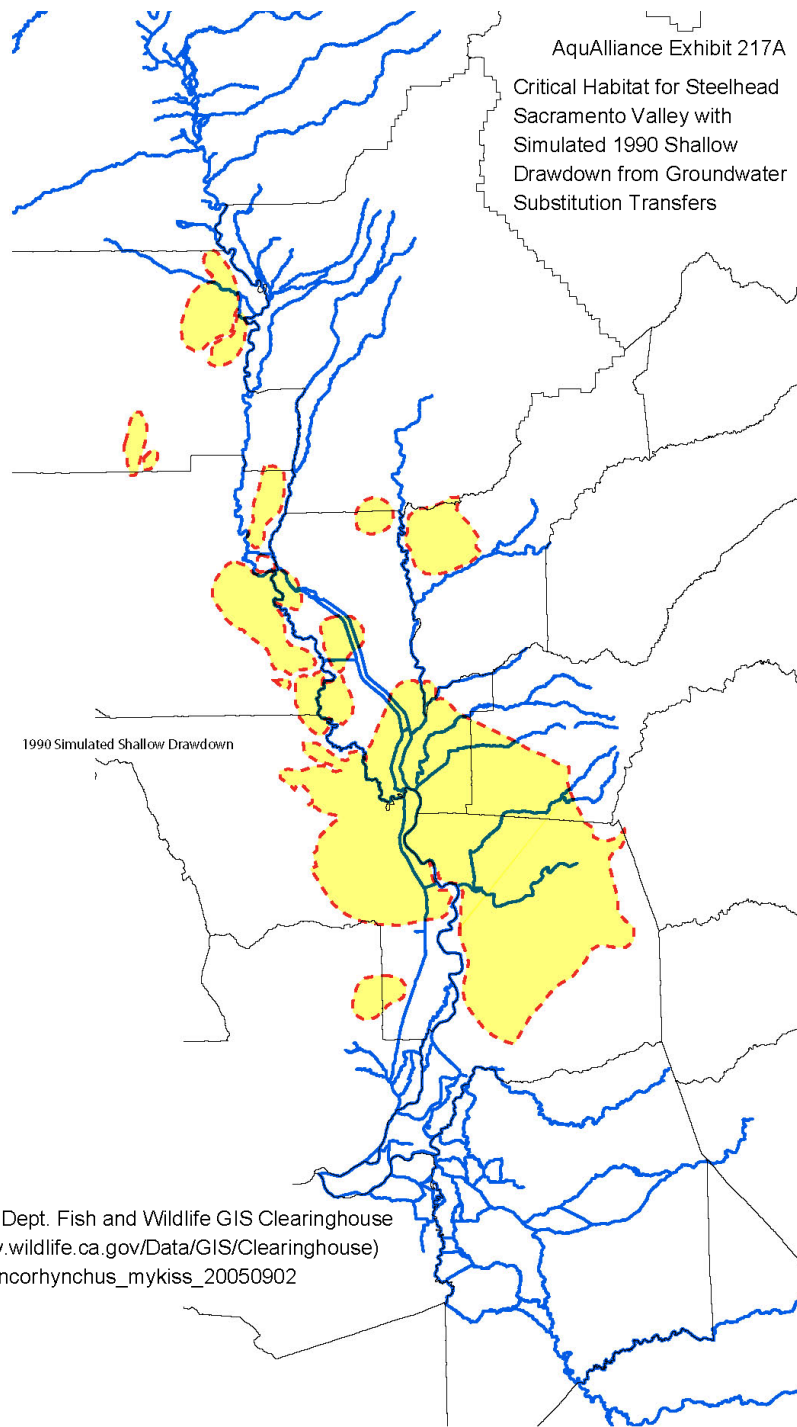 AquAlliance Exhibit 217A
Critical Habitat for Steelhead
Sacramento Valley with
Simulated 1990 Shallow
Drawdown from Groundwater
Substitution Transfers
1990 Simulated Shallow Drawdown
Dept. Fish and Wildlife GIS Clearinghouse
.wildlife.ca.gov/Data/GIS/Clearinghouse)
ncorhynchus_mykiss_20050902